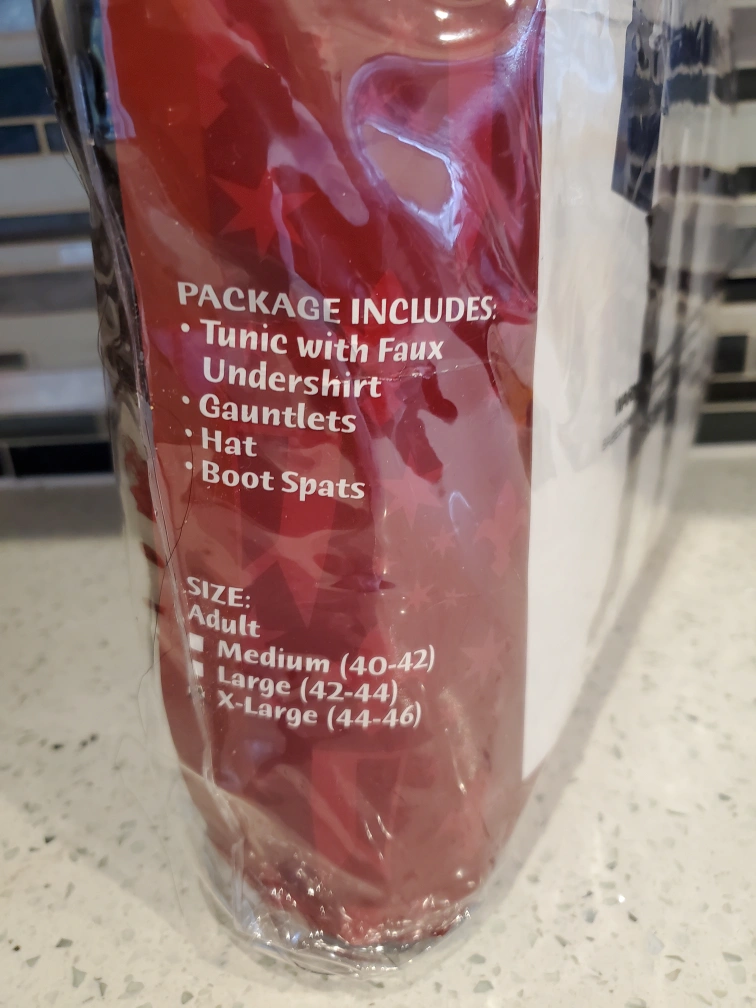 PACKAGE INCLUDES:
• Tunic with Faux
Undershirt
• Gauntlets
• Hat
• Boot Spats
SIZE:
Adult
Medium (40-42)
Large (42-44)
X-Large (44-46)